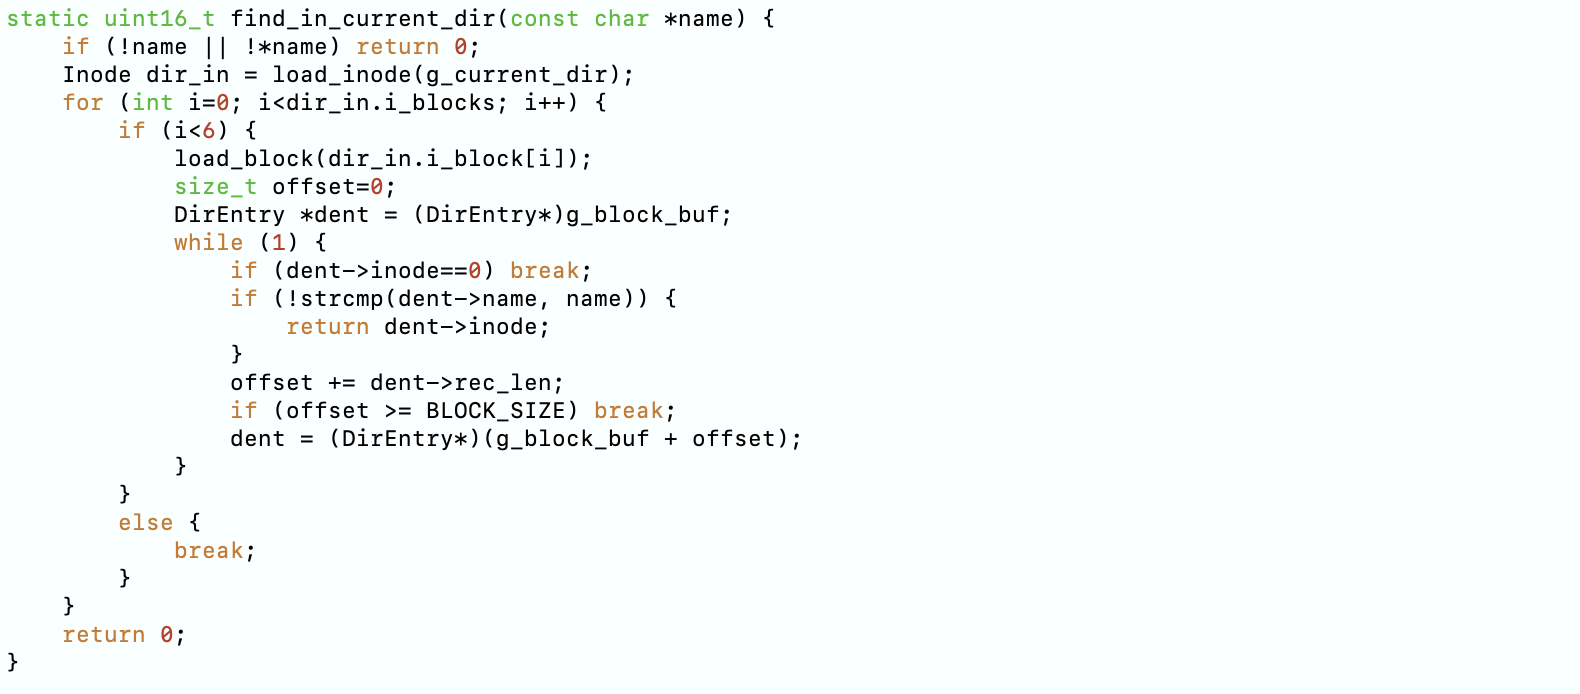 static uint16_t find_in_current_dir(const char *name) {
    if (!name || !*name) return 0;
    Inode dir_in = load_inode(g_current_dir);
    for (int i=0; i<dir_in.i_blocks; i++) {
        if (i<6) {
            load_block(dir_in.i_block[i]);
            size_t offset=0;
            DirEntry *dent = (DirEntry*)g_block_buf;
            while (1) {
                if (dent->inode==0) break;
                if (!strcmp(dent->name, name)) {
                    return dent->inode;
                }
                offset += dent->rec_len;
                if (offset >= BLOCK_SIZE) break;
                dent = (DirEntry*)(g_block_buf + offset);
            }
        }
        else {
            break;
        }
    }
    return 0;
}